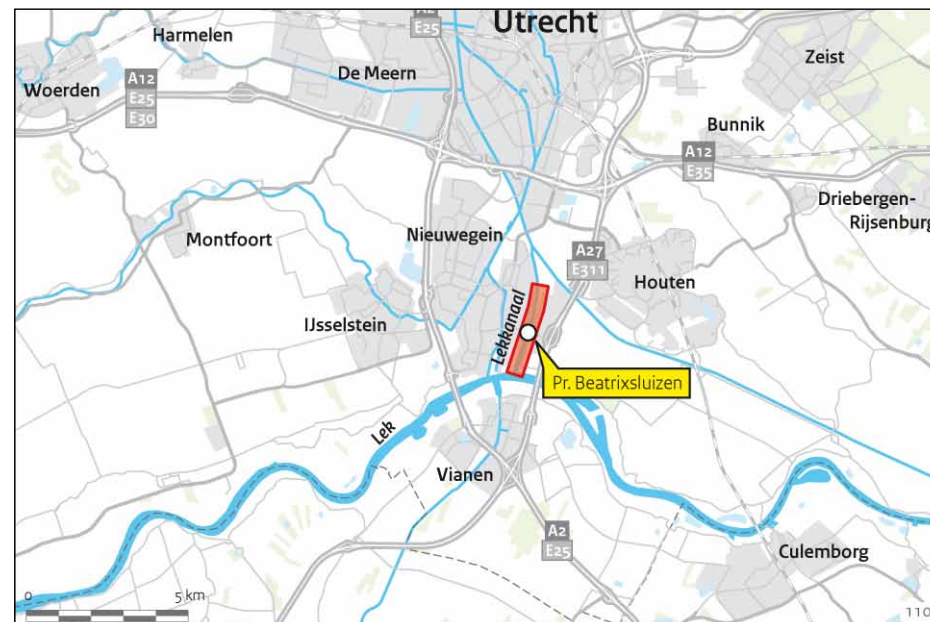 Utrecht
A2
E25
Harmelen
De Meern
Zeist
Woerden
A12
E25
E30
Bunnik
A12
E35
Driebergen-
Rijsenburg
Montfoort
Nieuwegein
A27
E311
Houten
IJsselstein
Lekkanaal
Pr. Beatrixsluizen
Lek
Vianen
A2
E25
Culemborg
0
5 km
110